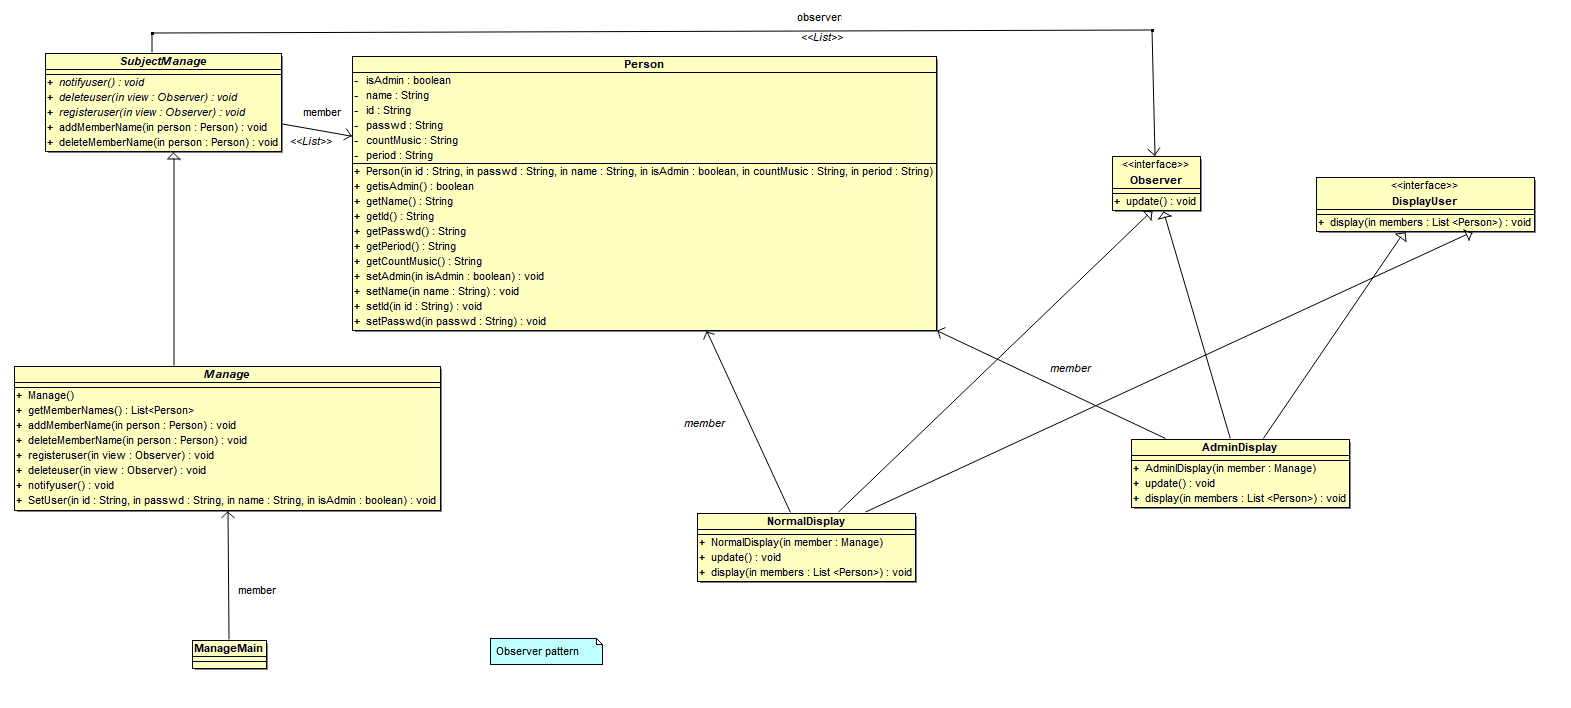 observer
<<List>>
SubjectManage
+ notifyuser() : void
+ deleteuser(in view : Observer) : void
+ registeruser(in view : Observer) : void
+ addMemberName(in person : Person) : void
+ deleteMemberName(in person : Person) : void
member
<<List>>
Person
- isAdmin : boolean
- name : String
- id : String
- passwd : String
- countMusic : String
- period : String
+ Person(in id : String, in passwd : String, in name : String, in isAdmin : boolean, in countMusic : String, in period : String)
+ getisAdmin() : boolean
+ getName() : String
+ getId() : String
+ getPasswd() : String
+ getPeriod() : String
+ getCountMusic() : String
+ setAdmin(in isAdmin : boolean) : void
+ setName(in name : String) : void
+ setId(in id : String) : void
+ setPasswd(in passwd : String) : void
<<interface>>
Observer
+ update() : void
<<interface>>
DisplayUser
+ display(in members : List <Person>) : void
Manage
+ Manage()
+ getMemberNames() : List<Person>
+ addMemberName(in person : Person) : void
+ deleteMemberName(in person : Person) : void
+ registeruser(in view : Observer) : void
+ deleteuser(in view : Observer) : void
+ notifyuser() : void
+ SetUser(in id : String, in passwd : String, in name : String, in isAdmin : boolean) : void
member
member
AdminDisplay
+ AdminIDisplay(in member : Manage)
+ update() : void
+ display(in members : List <Person>) : void
NormalDisplay
+ NormalDisplay(in member : Manage)
+ update() : void
+ display(in members : List <Person>) : void
member
ManageMain
Observer pattern